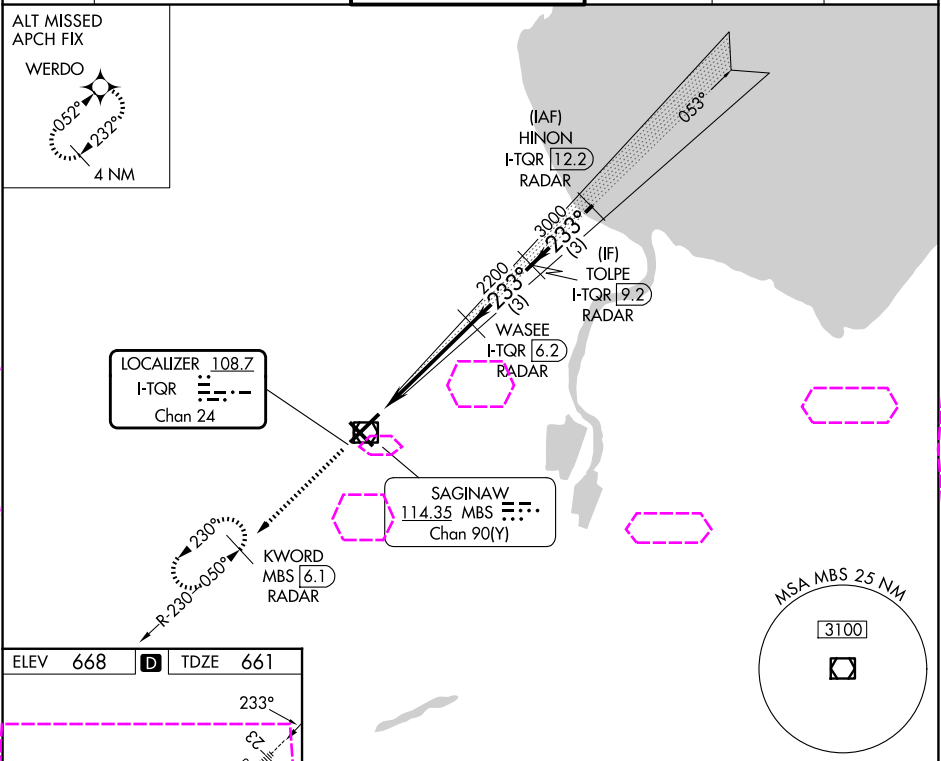 ALT MISSED
APCH FIX
WERDO
052°
232°
4 NM
(IAF)
HINON
I-TQR 12.2
RADAR
053°
3000
233°
(3)
(IF)
TOLPE
I-TQR 9.2
RADAR
2200
233°
(3)
WASEE
I-TQR 6.2
RADAR
LOCALIZER 108.7
I-TQR
Chan 24
SAGINAW
114.35 MBS
Chan 90(Y)
230°
050°
R-230
KWORD
MBS 6.1
RADAR
MSA MBS 25 NM
3100
ELEV 668 D TDZE 661
233°
23